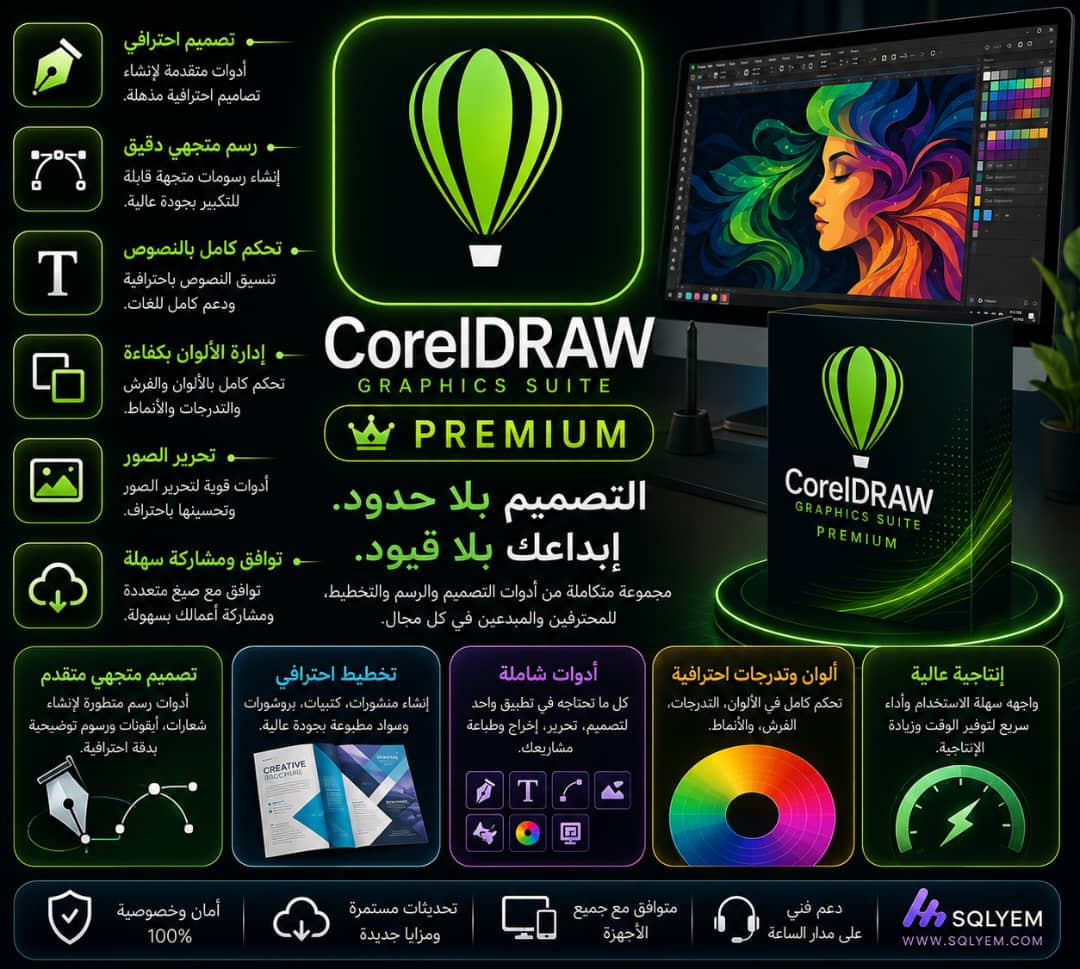 تصميم احترافي
أدوات متقدمة لإنشاء
تصاميم احترافية مذهلة.
رسم متجهي دقيق
إنشاء رسومات متجهة قابلة
للتكبير بجودة عالية.
تحكم كامل بالنصوص
تنسيق النصوص باحترافية
ودعم كامل للغات.
إدارة الألوان بكفاءة
تحكم كامل بالألوان والفرش
والتدرجات والأنماط.
تحرير الصور
أدوات قوية لتحرير الصور
وتحسينها باحتراف.
توافق ومشاركة سهلة
توافق مع صيغ متعددة
ومشاركة أعمالك بسهولة.
CorelDRAW
GRAPHICS SUITE
PREMIUM
التصميم بلا حدود.
إبداعك بلا قيود.
مجموعة متكاملة من أدوات التصميم والرسم والتخطيط،
للمحترفين والمبدعين في كل مجال.
CorelDRAW
GRAPHICS SUITE
PREMIUM
إنتاجية عالية
واجهه سهلة الاستخدام وأداء
سريع لتوفير الوقت وزيادة
الإنتاجية.
ألوان وتدرجات احترافية
تحكم كامل في الألوان، التدرجات،
الفرش، والأنماط.
أدوات شاملة
كل ما تحتاجه في تطبيق واحد
لتصميم، تحرير، إخراج وطباعة
مشاريعك.
T
تخطيط احترافي
إنشاء منشورات، كتيبات، بروشورات
وسواد مطبوعة بجودة عالية.
CREATIVE
BROCHURE
تصميم متجهي متقدم
أدوات رسم متطورة لإنشاء
شعارات، أيقونات ورسوم توضيحية
بدقة احترافية.
SQLYEM
WWW.SQLYEM.COM
دعم فني
على مدار الساعة
متوافق مع جميع
الأجهزة
تحديثات مستمرة
ومزايا جديدة
أمان وخصوصية
100%